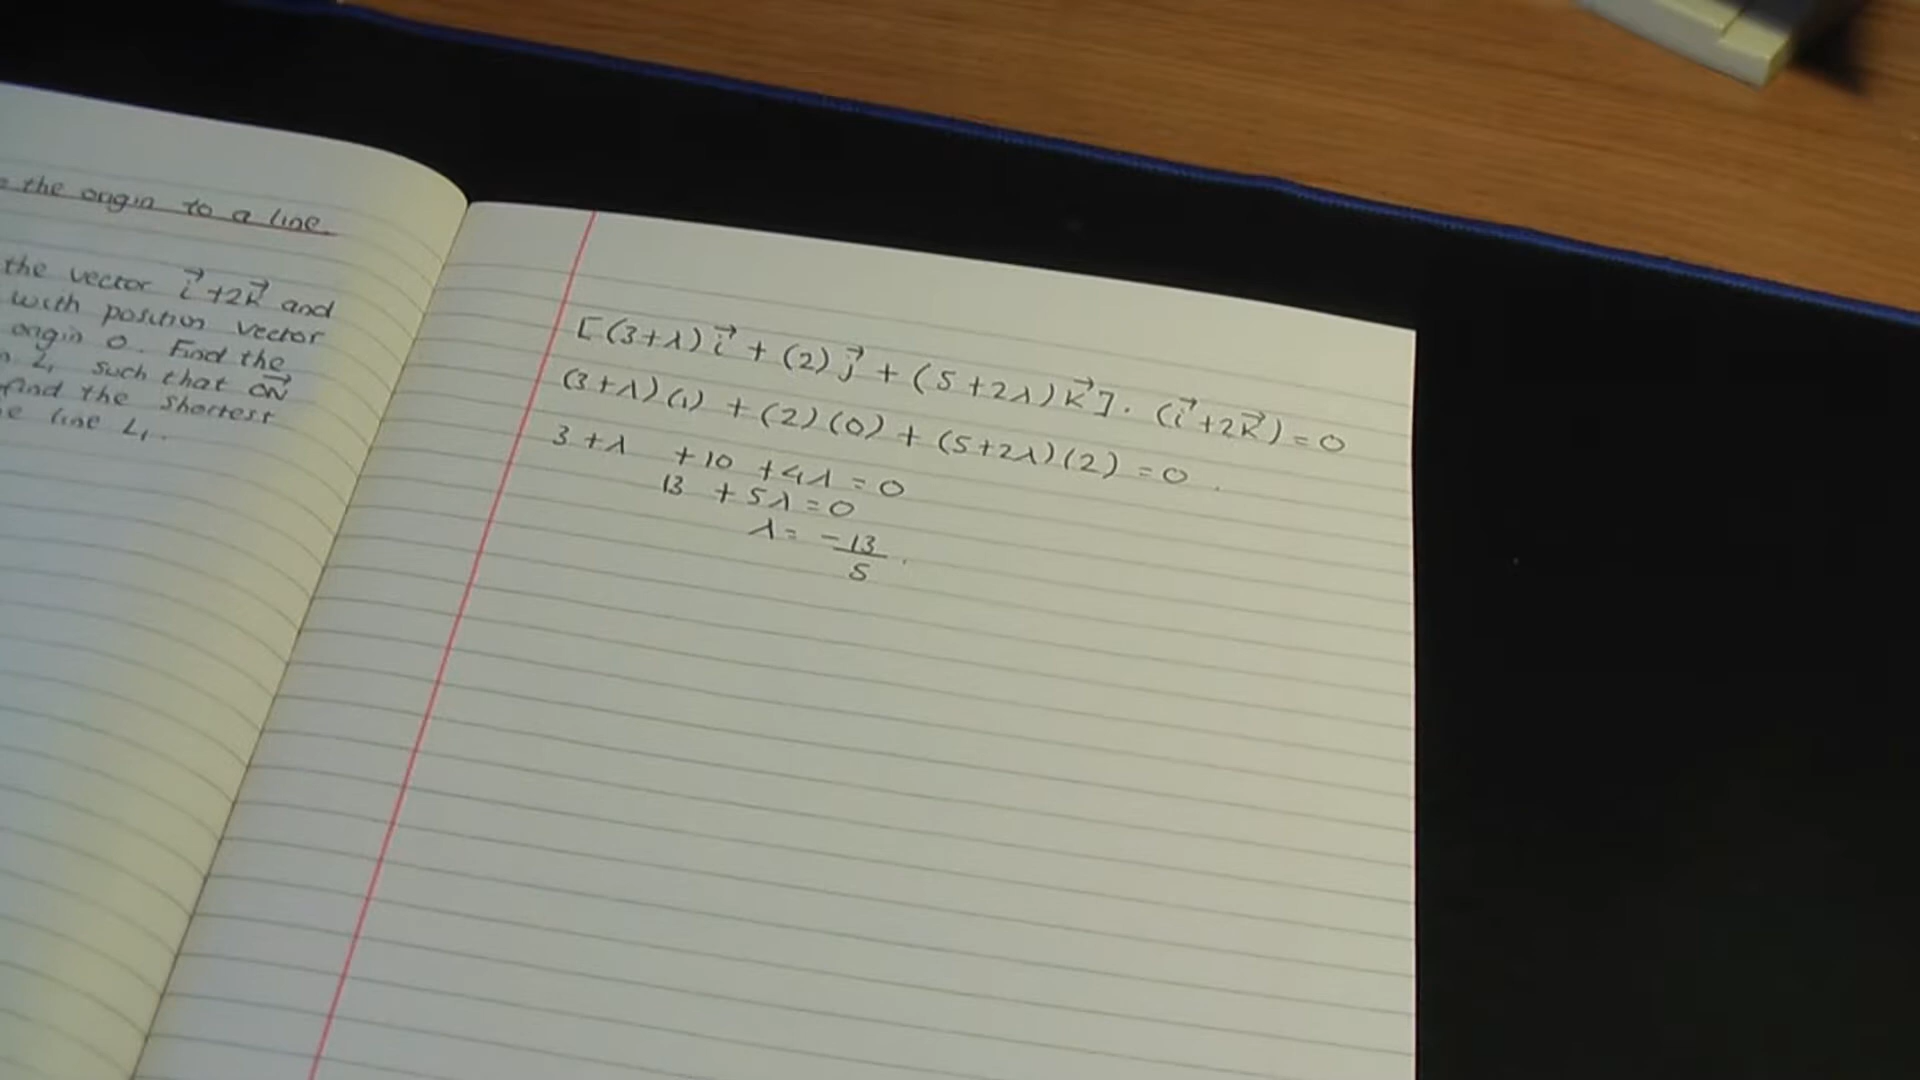 the origin to a line.
the vector i⃗ + 2k⃗ and
with position vector
origin O. Find the
L₁ such that O⃗N
find the shortest
line L₁.
[(3+λ)i⃗ + (2)j⃗ + (5+2λ)k⃗]. (i⃗+2k⃗) = 0
(3+λ)(1) + (2)(0) + (5+2λ)(2) = 0.
3+λ +10 +4λ = 0
13 + 5λ = 0
λ = -13/5.